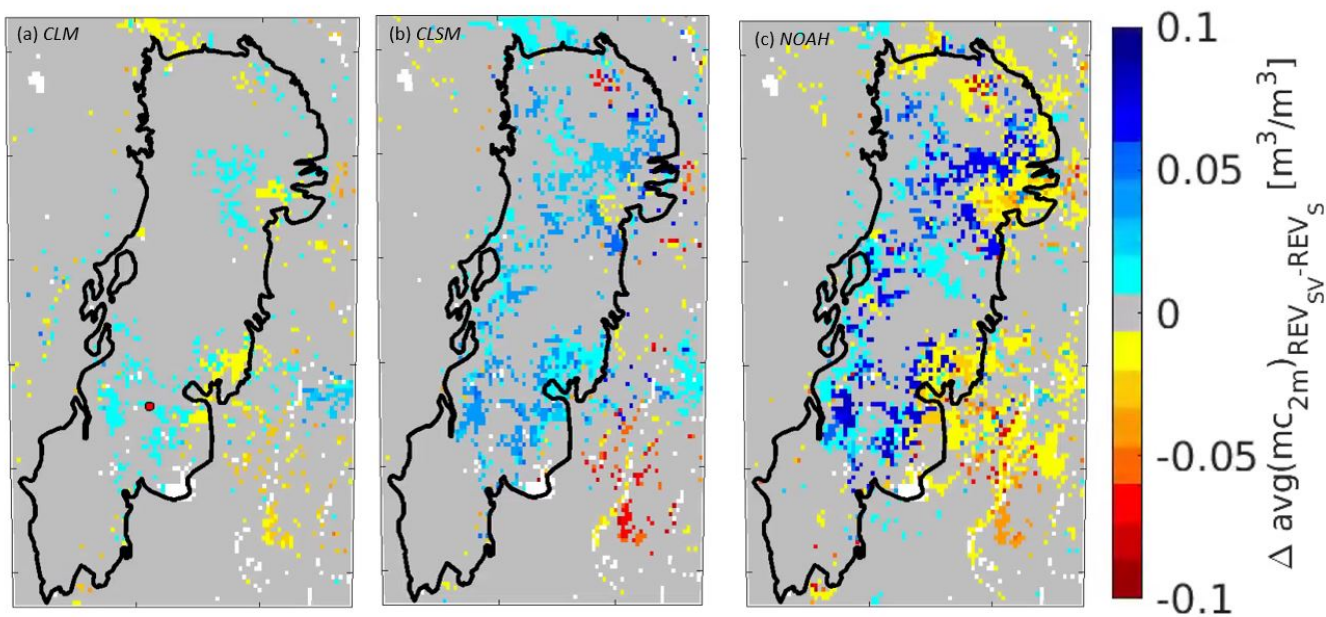 (a) CLM
(b) CLSM
(c) NOAH
0.1
0.05
0
-0.05
-0.1
Δ avg(mc2m)REVSV-REVS [m³/m³]